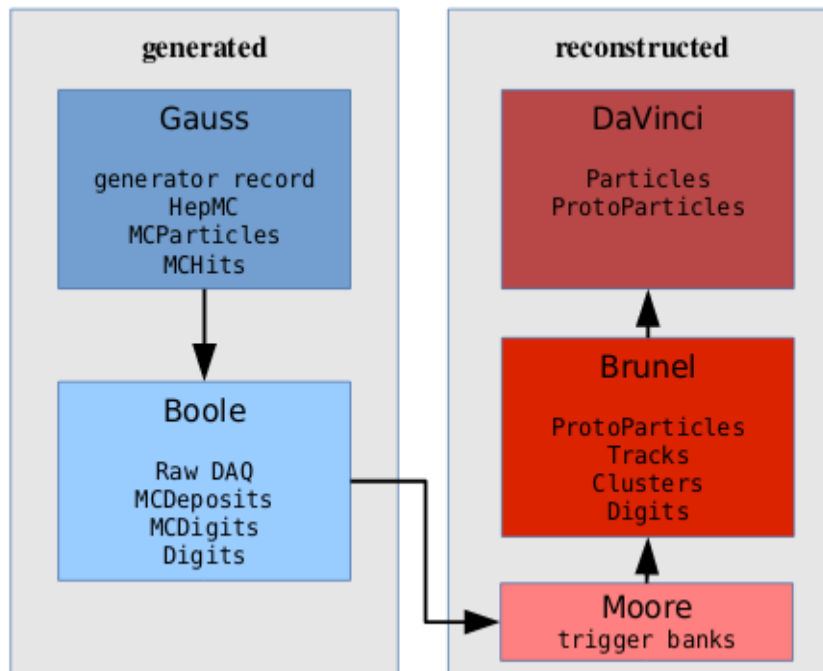 generated
Gauss
generator record
HepMC
MCParticles
MCHits
Boole
Raw DAQ
MCDeposits
MCDigits
Digits
reconstructed
DaVinci
Particles
ProtoParticles
Brunel
ProtoParticles
Tracks
Clusters
Digits
Moore
trigger banks